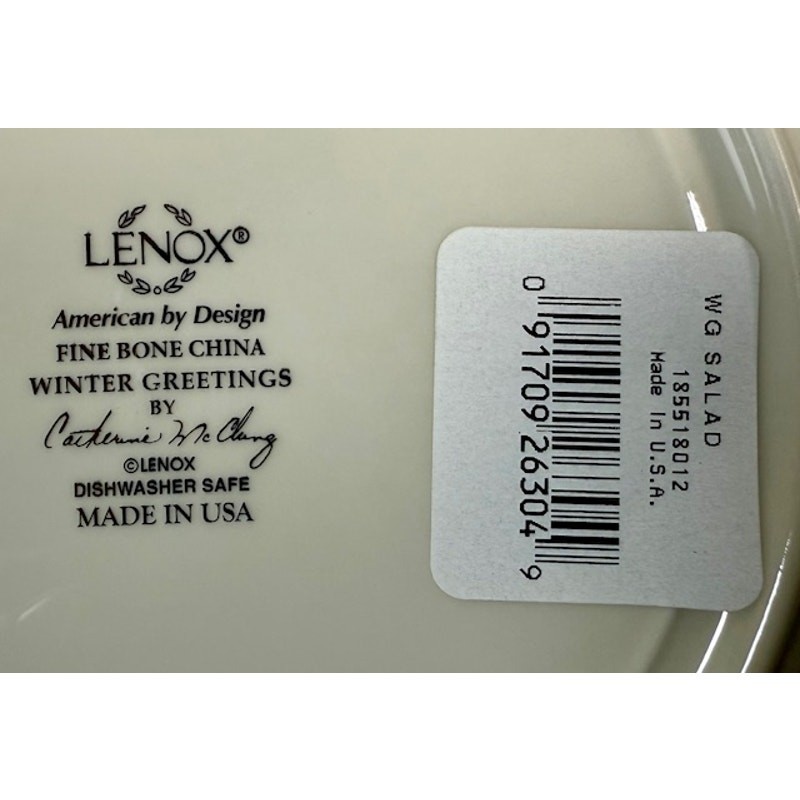 LENOX®
American by Design
FINE BONE CHINA
WINTER GREETINGS
BY
Catherine McClung
©LENOX
DISHWASHER SAFE
MADE IN USA
WG SALAD
185518012
Made In U.S.A.
0 91709 26304 9